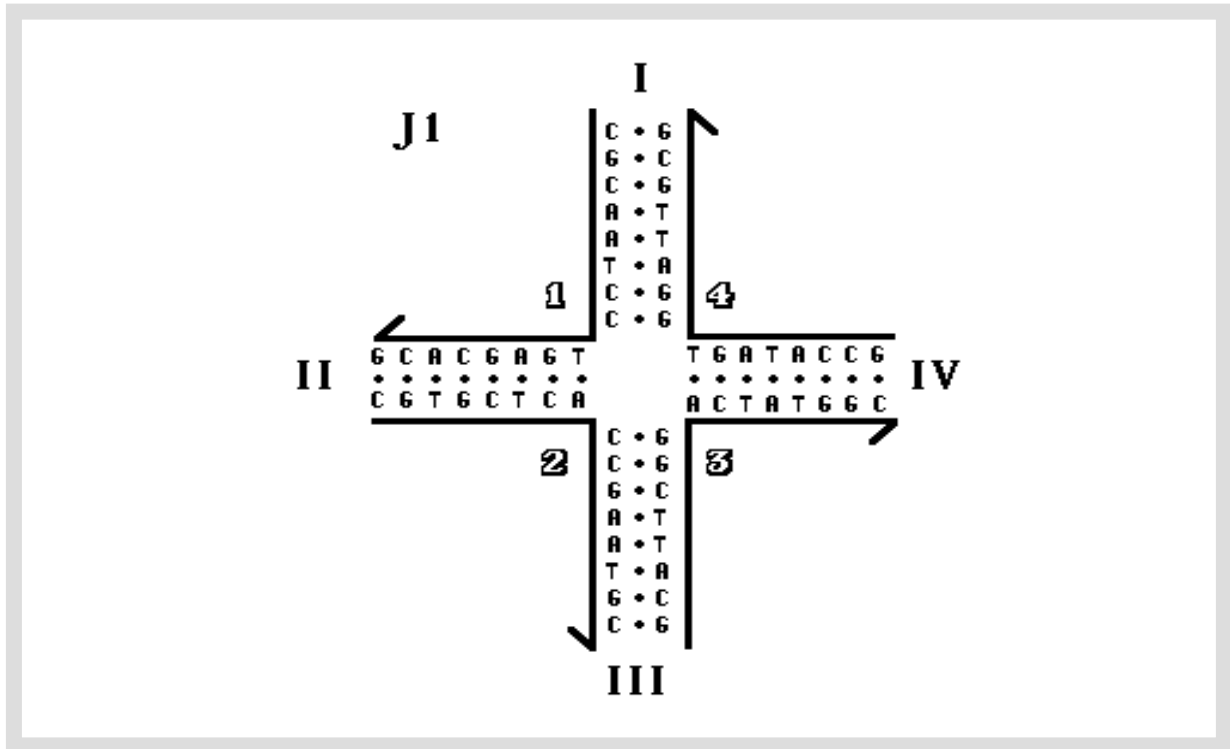 I
J1
C • G
G • C
C • G
A • T
A • T
T • A
1 C • G 4
C • G
G C A C G A G T T G A T A C C G
II • • • • • • • • • • • • • • • • IV
C G T G C T C A A C T A T G G C
C • G
2 C • G 3
G • C
A • T
A • T
T • A
G • C
C • G
III